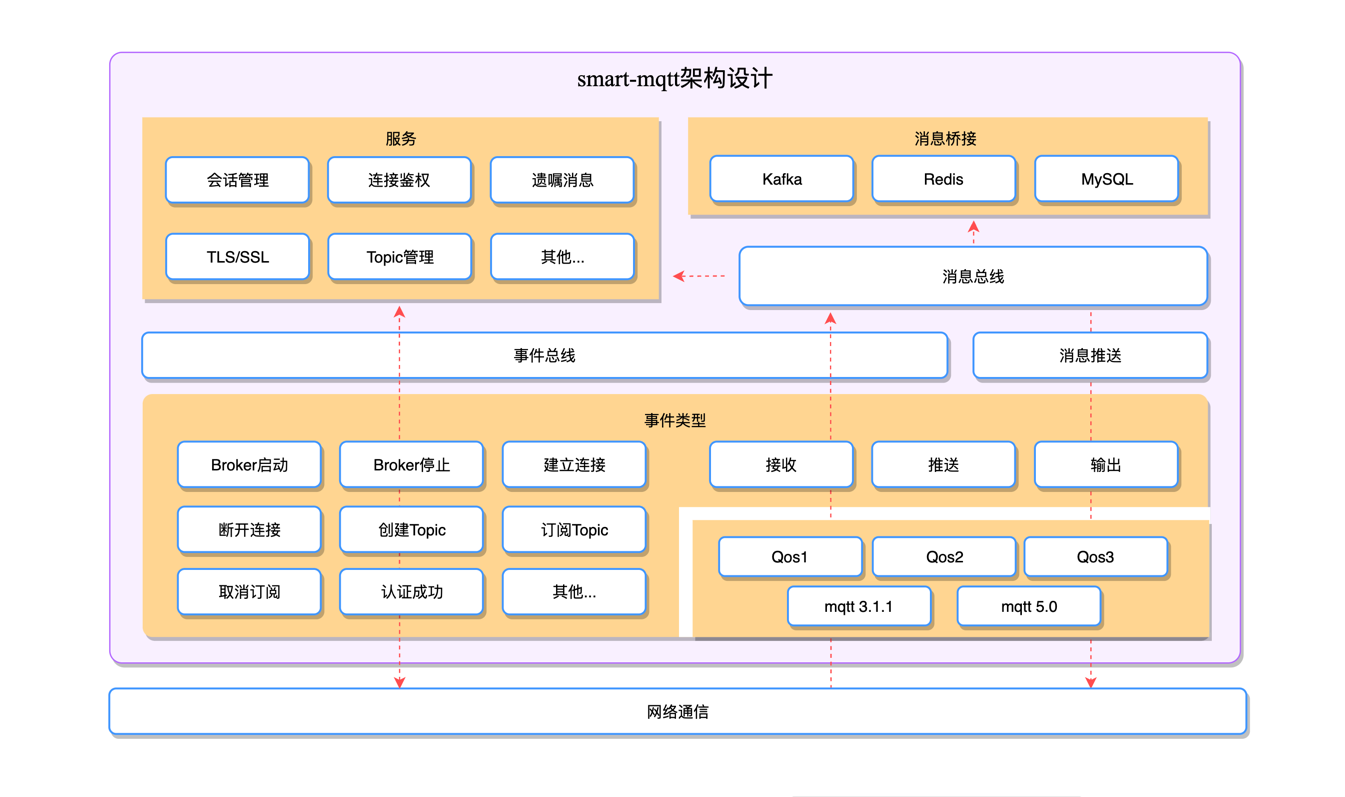 smart-mqtt架构设计
服务
会话管理
连接鉴权
遗嘱消息
TLS/SSL
Topic管理
其他...
消息桥接
Kafka
Redis
MySQL
消息总线
事件总线
消息推送
事件类型
Broker启动
Broker停止
建立连接
接收
推送
输出
断开连接
创建Topic
订阅Topic
取消订阅
认证成功
其他...
Qos1
Qos2
Qos3
mqtt 3.1.1
mqtt 5.0
网络通信